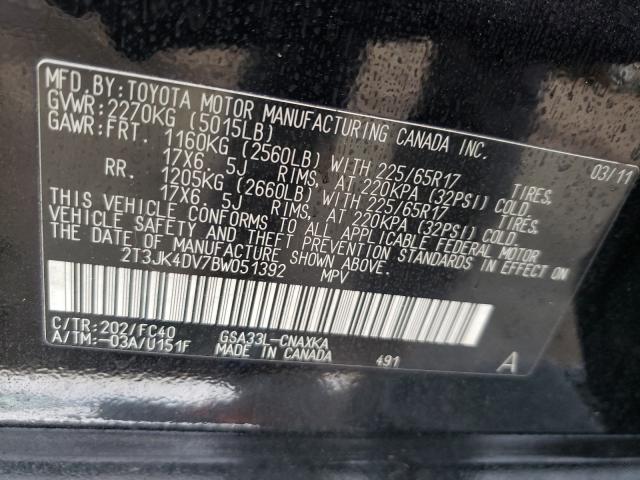 MFD. BY: TOYOTA MOTOR MANUFACTURING CANADA INC.
GVWR: 2270KG (5015LB) 03/11
GAWR: FRT. 1160KG (2560LB) WITH 225/65R17 TIRES,
17X6. 5J RIMS, AT 220KPA (32PSI) COLD.
RR. 1205KG (2660LB) WITH 225/65R17 TIRES,
17X6. 5J RIMS, AT 220KPA (32PSI) COLD.
THIS VEHICLE CONFORMS TO ALL APPLICABLE FEDERAL MOTOR
VEHICLE SAFETY AND THEFT PREVENTION STANDARDS IN EFFECT ON
THE DATE OF MANUFACTURE SHOWN ABOVE.
2T3JK4DV7BW051392 MPV
C/TR: 202/FC40 GSA33L-CNAXKA
A/TM: -03A/U151F MADE IN CANADA 491 A